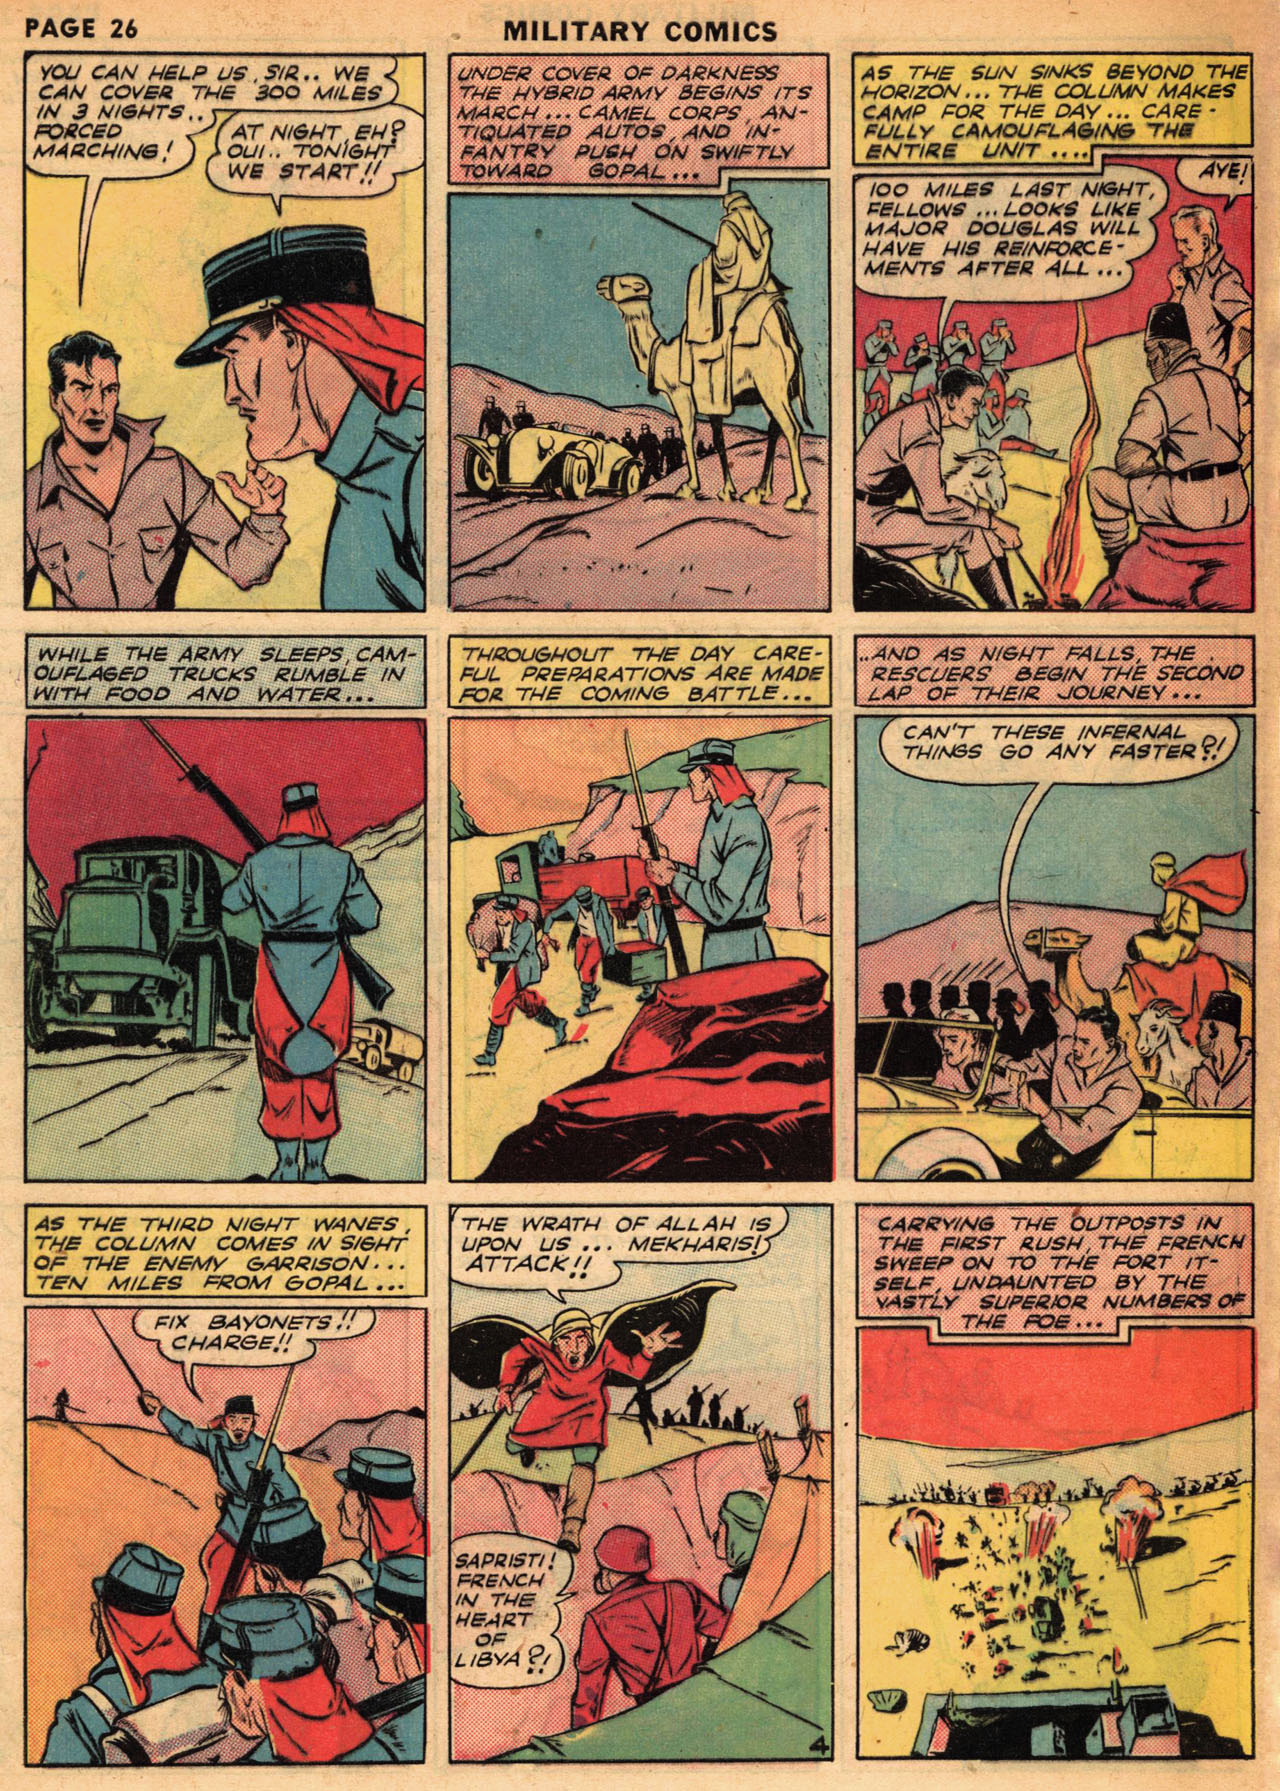 PAGE 26
MILITARY COMICS
YOU CAN HELP US, SIR.. WE
CAN COVER THE 300 MILES
IN 3 NIGHTS..
FORCED
MARCHING!
AT NIGHT, EH?
OUI.. TONIGHT
WE START!!
UNDER COVER OF DARKNESS
THE HYBRID ARMY BEGINS ITS
MARCH... CAMEL CORPS, AN-
TIQUATED AUTOS, AND IN-
FANTRY PUSH ON SWIFTLY
TOWARD GOPAL...
AS THE SUN SINKS BEYOND THE
HORIZON... THE COLUMN MAKES
CAMP FOR THE DAY... CARE-
FULLY CAMOUFLAGING THE
ENTIRE UNIT....
100 MILES LAST NIGHT,
FELLOWS... LOOKS LIKE
MAJOR DOUGLAS WILL
HAVE HIS REINFORCE-
MENTS AFTER ALL...
AYE!
WHILE THE ARMY SLEEPS, CAM-
OUFLAGED TRUCKS RUMBLE IN
WITH FOOD AND WATER...
THROUGHOUT THE DAY CARE-
FUL PREPARATIONS ARE MADE
FOR THE COMING BATTLE...
..AND AS NIGHT FALLS, THE
RESCUERS BEGIN THE SECOND
LAP OF THEIR JOURNEY...
CAN'T THESE INFERNAL
THINGS GO ANY FASTER?!
AS THE THIRD NIGHT WANES,
THE COLUMN COMES IN SIGHT
OF THE ENEMY GARRISON...
TEN MILES FROM GOPAL...
FIX BAYONETS!!
CHARGE!!
THE WRATH OF ALLAH IS
UPON US... MEKHARIS!
ATTACK!!
SAPRISTI!
FRENCH
IN THE
HEART
OF
LIBYA?!
4
CARRYING THE OUTPOSTS IN
THE FIRST RUSH, THE FRENCH
SWEEP ON TO THE FORT IT-
SELF, UNDAUNTED BY THE
VASTLY SUPERIOR NUMBERS OF
THE FOE...